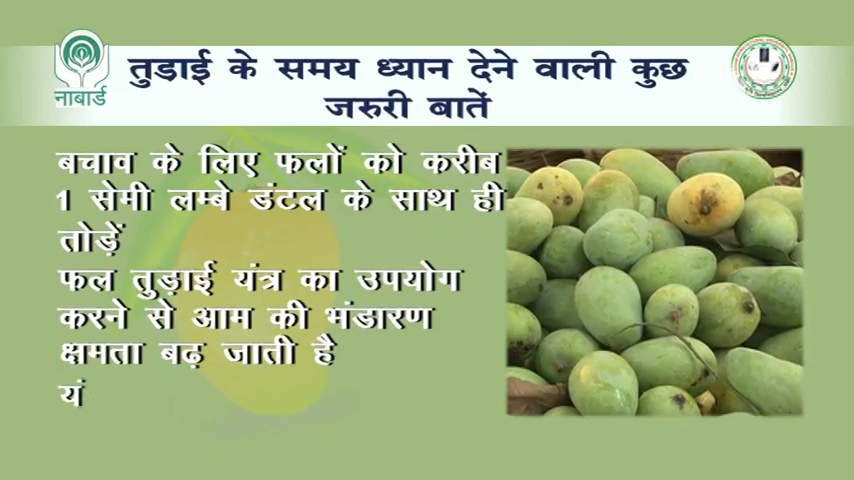 नाबार्ड
तुडाई के समय ध्यान देने वाली कुछ
जरुरी बातें
बचाव के लिए फलों को करीब
1 सेमी लम्बे डंटल के साथ ही
तोड़ें
फल तुड़ाई यंत्र का उपयोग
करने से आम की भंडारण
क्षमता बढ़ जाती है
यं